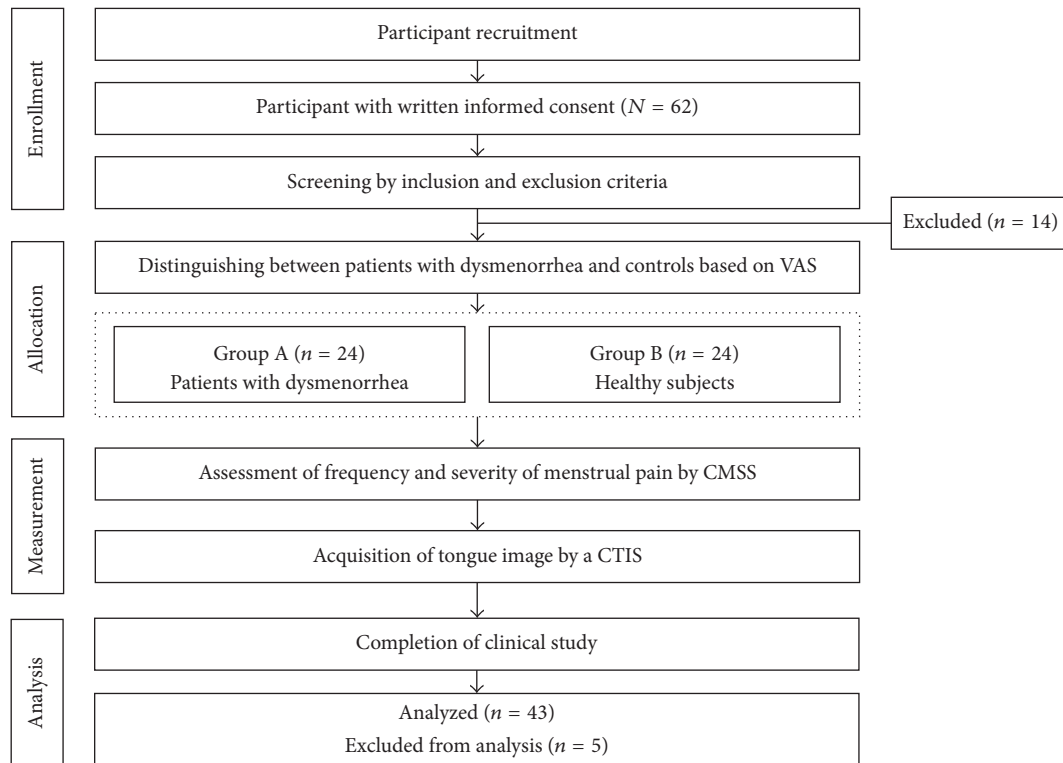 Enrollment
Participant recruitment
Participant with written informed consent (N = 62)
Screening by inclusion and exclusion criteria
Excluded (n = 14)
Allocation
Distinguishing between patients with dysmenorrhea and controls based on VAS
Group A (n = 24)
Patients with dysmenorrhea
Group B (n = 24)
Healthy subjects
Measurement
Assessment of frequency and severity of menstrual pain by CMSS
Acquisition of tongue image by a CTIS
Analysis
Completion of clinical study
Analyzed (n = 43)
Excluded from analysis (n = 5)